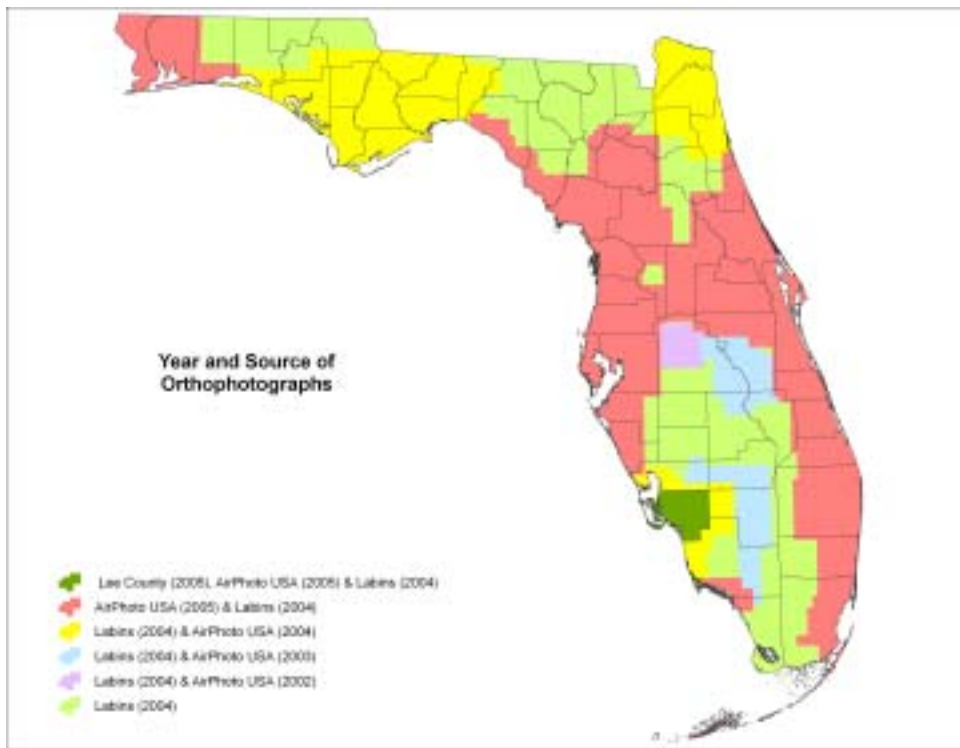 Year and Source of
Orthophotographs
Lee County (2005), AirPhoto USA (2005) & Labins (2004)
AirPhoto USA (2005) & Labins (2004)
Labins (2004) & AirPhoto USA (2004)
Labins (2004) & AirPhoto USA (2003)
Labins (2004) & AirPhoto USA (2002)
Labins (2004)